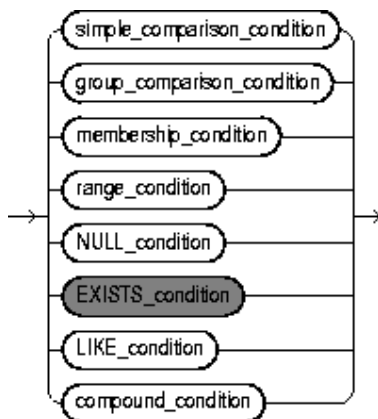 simple_comparison_condition
group_comparison_condition
membership_condition
range_condition
NULL_condition
EXISTS_condition
LIKE_condition
compound_condition